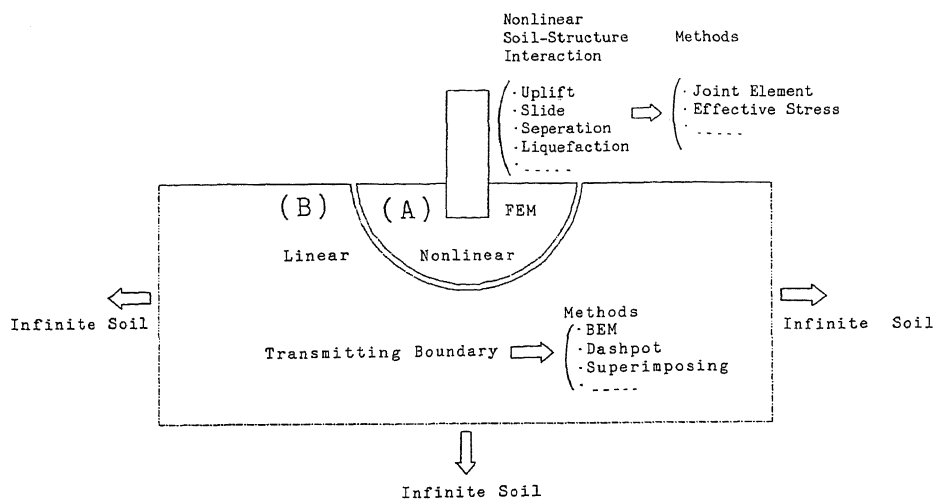 Nonlinear
Soil-Structure
Interaction
Methods
·Uplift
·Slide
·Seperation
·Liquefaction
· -----
·Joint Element
·Effective Stress
· -----
(B)
(A)
FEM
Linear
Nonlinear
Infinite Soil
Infinite Soil
Methods
·BEM
Transmitting Boundary
·Dashpot
·Superimposing
· -----
Infinite Soil